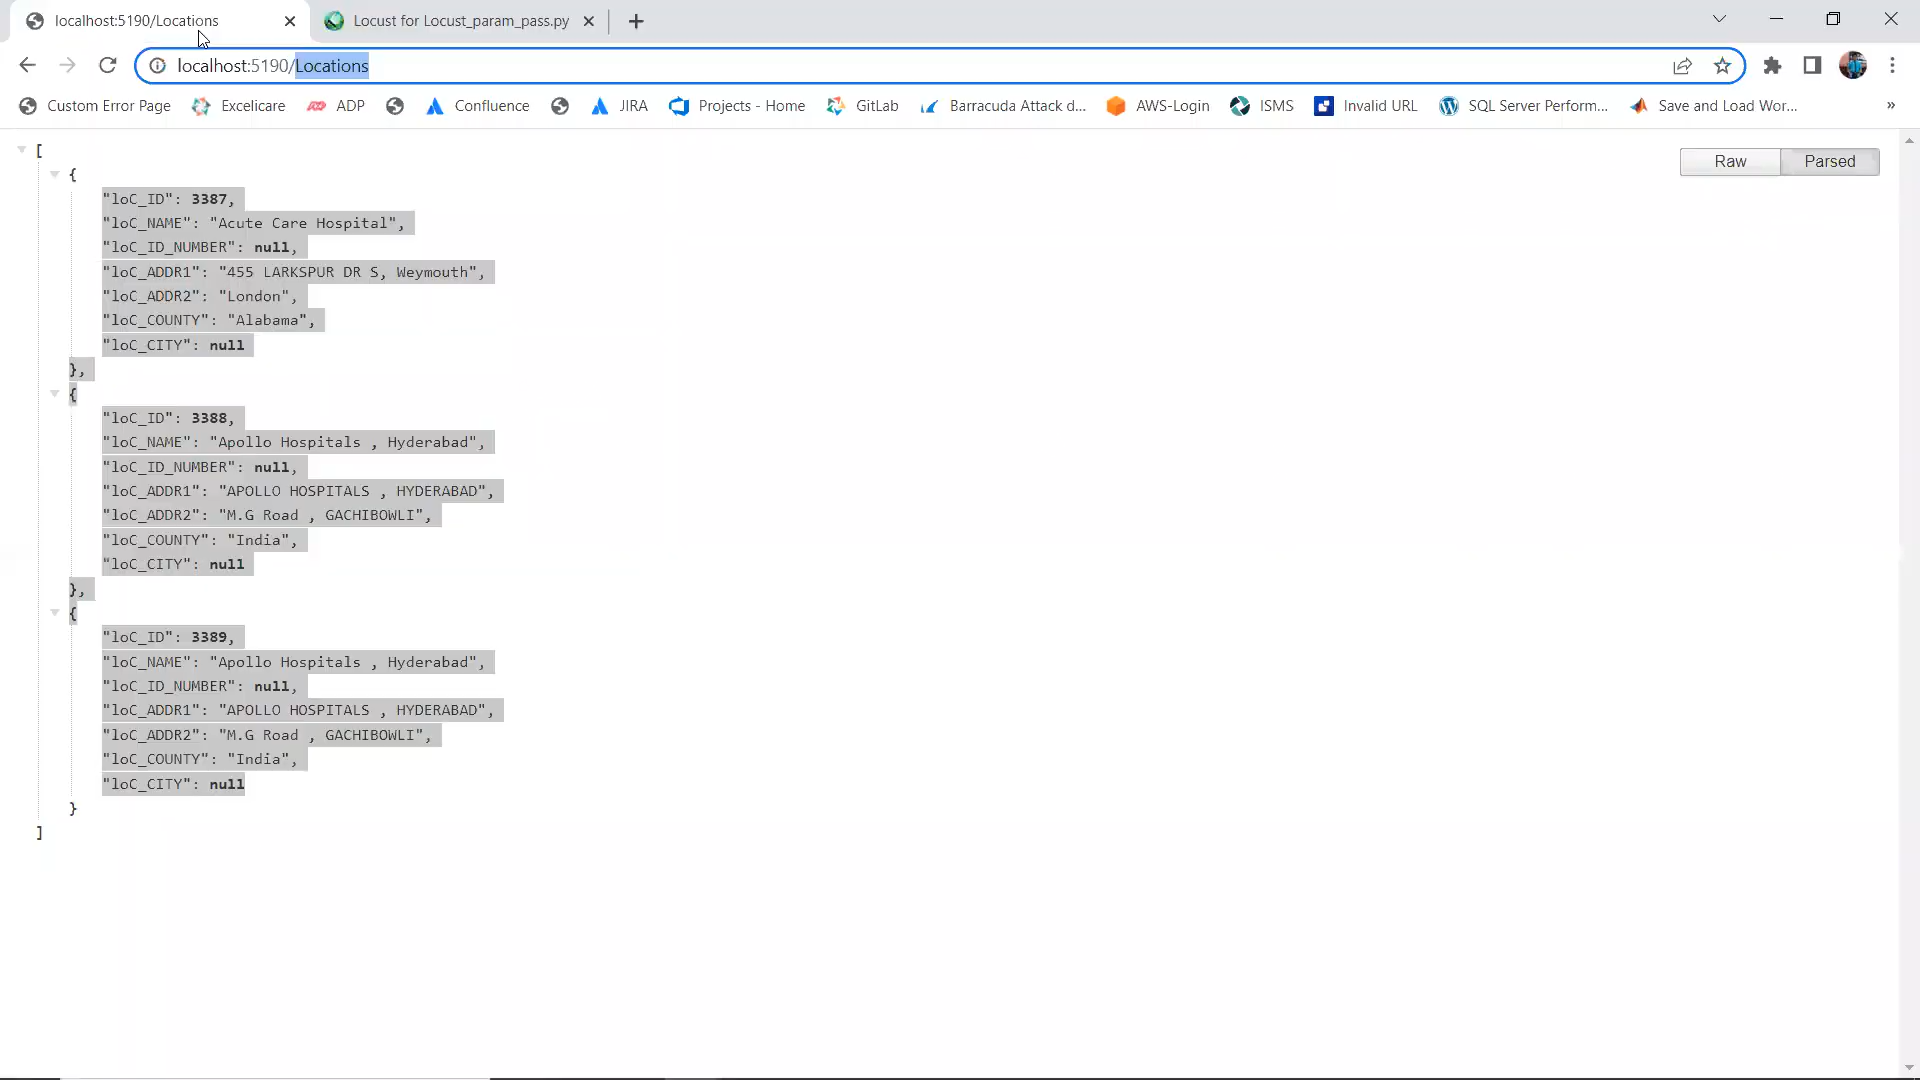 localhost:5190/Locations
Locust for Locust_param_pass.py
localhost:5190/Locations
Custom Error Page
Excelicare
ADP
Confluence
JIRA
Projects - Home
GitLab
Barracuda Attack d...
AWS-Login
ISMS
Invalid URL
SQL Server Perform...
Save and Load Wor...
»
Raw
Parsed
[
{
"loC_ID": 3387,
"loC_NAME": "Acute Care Hospital",
"loC_ID_NUMBER": null,
"loC_ADDR1": "455 LARKSPUR DR S, Weymouth",
"loC_ADDR2": "London",
"loC_COUNTY": "Alabama",
"loC_CITY": null
},
{
"loC_ID": 3388,
"loC_NAME": "Apollo Hospitals , Hyderabad",
"loC_ID_NUMBER": null,
"loC_ADDR1": "APOLLO HOSPITALS , HYDERABAD",
"loC_ADDR2": "M.G Road , GACHIBOWLI",
"loC_COUNTY": "India",
"loC_CITY": null
},
{
"loC_ID": 3389,
"loC_NAME": "Apollo Hospitals , Hyderabad",
"loC_ID_NUMBER": null,
"loC_ADDR1": "APOLLO HOSPITALS , HYDERABAD",
"loC_ADDR2": "M.G Road , GACHIBOWLI",
"loC_COUNTY": "India",
"loC_CITY": null
}
]